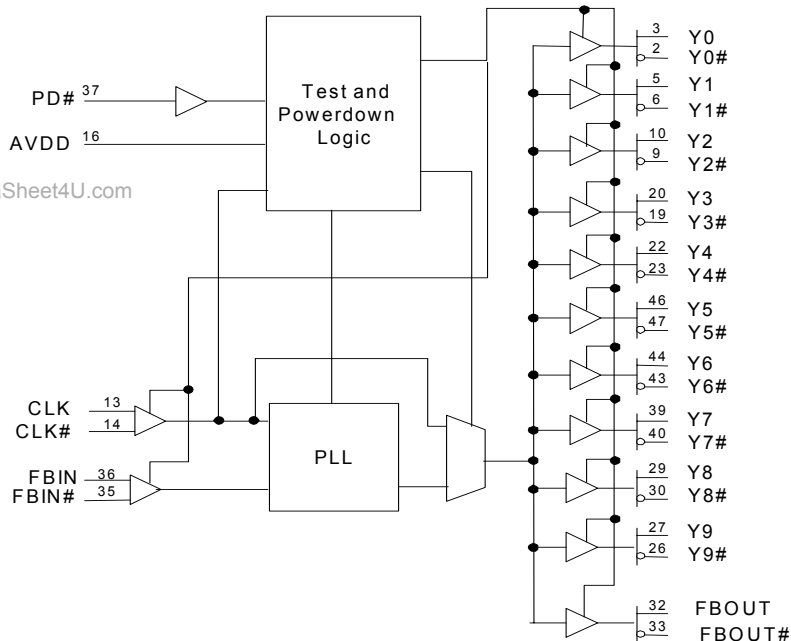 PD# 37
AVDD 16
aSheet4U.com
Test and
Powerdown
Logic
CLK 13
CLK# 14
FBIN 36
FBIN# 35
PLL
3 Y0
2 Y0#
5 Y1
6 Y1#
10 Y2
9 Y2#
20 Y3
19 Y3#
22 Y4
23 Y4#
46 Y5
47 Y5#
44 Y6
43 Y6#
39 Y7
40 Y7#
29 Y8
30 Y8#
27 Y9
26 Y9#
32 FBOUT
33 FBOUT#